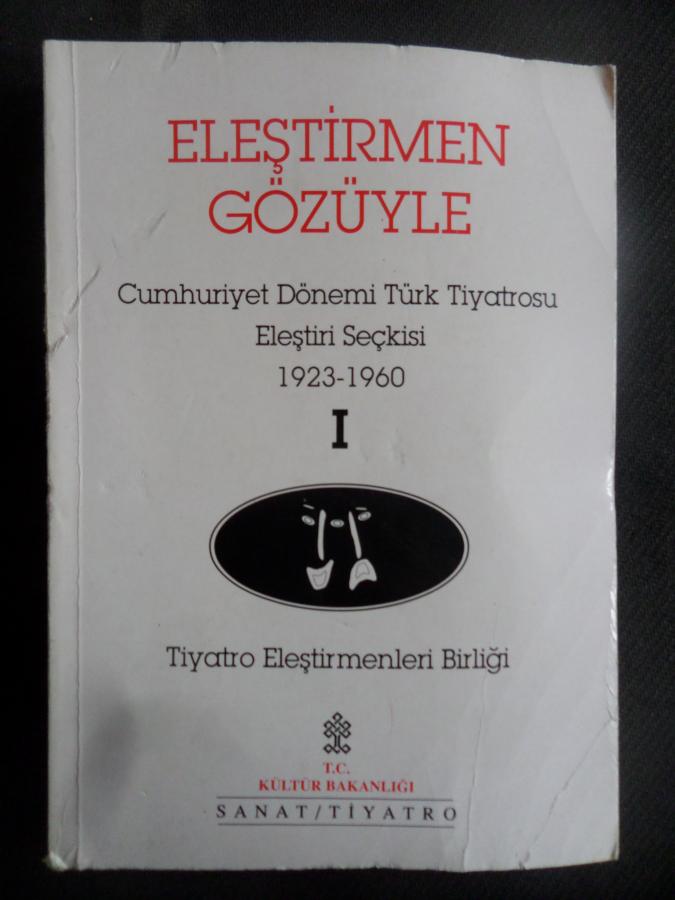 ELEŞTİRMEN
GÖZÜYLE
Cumhuriyet Dönemi Türk Tiyatrosu
Eleştiri Seçkisi
1923-1960
I
Tiyatro Eleştirmenleri Birliği
T.C.
KÜLTÜR BAKANLIĞI
SANAT/TİYATRO